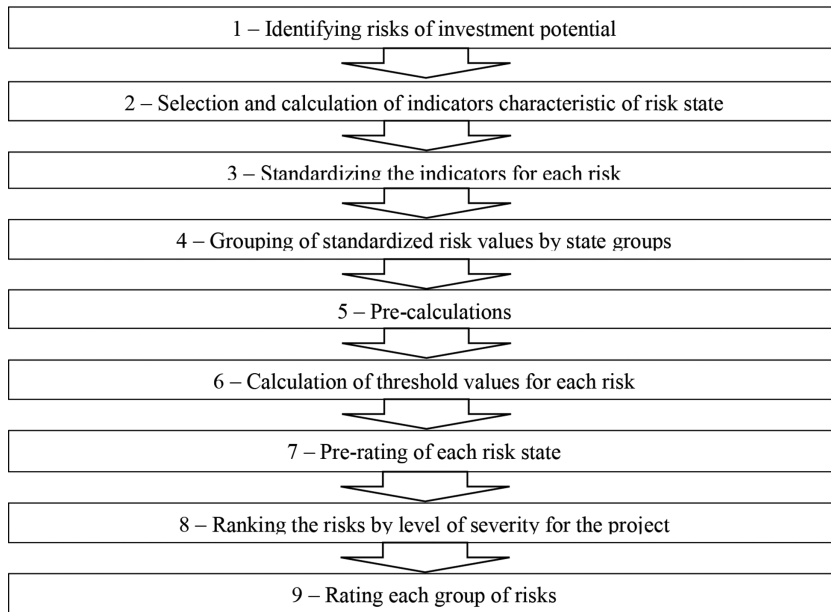 1 – Identifying risks of investment potential
2 – Selection and calculation of indicators characteristic of risk state
3 – Standardizing the indicators for each risk
4 – Grouping of standardized risk values by state groups
5 – Pre-calculations
6 – Calculation of threshold values for each risk
7 – Pre-rating of each risk state
8 – Ranking the risks by level of severity for the project
9 – Rating each group of risks